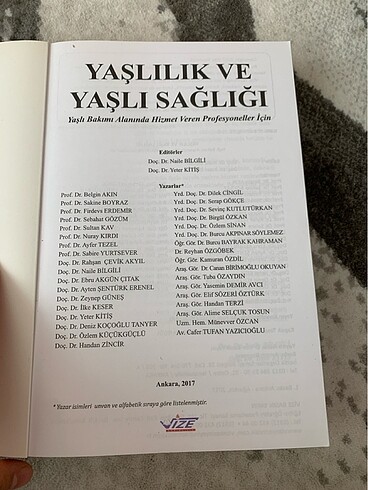 YAŞLILIK VE
YAŞLI SAĞLIĞI
Yaşlı Bakımı Alanında Hizmet Veren Profesyoneller İçin
Editörler
Doç. Dr. Naile BİLGİLİ
Doç. Dr. Yeter KİTİŞ
Yazarlar*
Prof. Dr. Belgin AKIN
Prof. Dr. Sakine BOYRAZ
Prof. Dr. Firdevs ERDEMİR
Prof. Dr. Sebahat GÖZÜM
Prof. Dr. Sultan KAV
Prof. Dr. Nuray KIRDI
Prof. Dr. Ayfer TEZEL
Prof. Dr. Sabire YURTSEVER
Doç. Dr. Rahşan ÇEVİK AKYIL
Doç. Dr. Naile BİLGİLİ
Doç. Dr. Ebru AKGÜN ÇITAK
Doç. Dr. Ayten ŞENTÜRK ERENEL
Doç. Dr. Zeynep GÜNEŞ
Doç. Dr. İlke KESER
Doç. Dr. Yeter KİTİŞ
Doç. Dr. Deniz KOÇOĞLU TANYER
Doç. Dr. Özlem KÜÇÜKGÜÇLÜ
Doç. Dr. Handan ZİNCİR
Yrd. Doç. Dr. Dilek CİNGİL
Yrd. Doç. Dr. Serap GÖKÇE
Yrd. Doç. Dr. Sevinç KUTLUTÜRKAN
Yrd. Doç. Dr. Birgül ÖZKAN
Yrd. Doç. Dr. Özlem SİNAN
Yrd. Doç. Dr. Burcu AKPINAR SÖYLEMEZ
Öğr. Gör. Dr. Burcu BAYRAK KAHRAMAN
Dr. Reyhan ÖZGÖBEK
Öğr. Gör. Kamuran ÖZDİL
Araş. Gör. Dr. Canan BİRİMOĞLU OKUYAN
Araş. Gör. Tuba ÖZAYDIN
Araş. Gör. Yasemin DEMİR AVCI
Araş. Gör. Elif SÖZERİ ÖZTÜRK
Araş. Gör. Handan TERZİ
Araş. Gör. Alime SELÇUK TOSUN
Uzm. Hem. Münevver ÖZCAN
Av. Cafer TUFAN YAZICIOĞLU
Ankara, 2017
* Yazar isimleri unvan ve alfabetik sıraya göre listelenmiştir.
VİZE